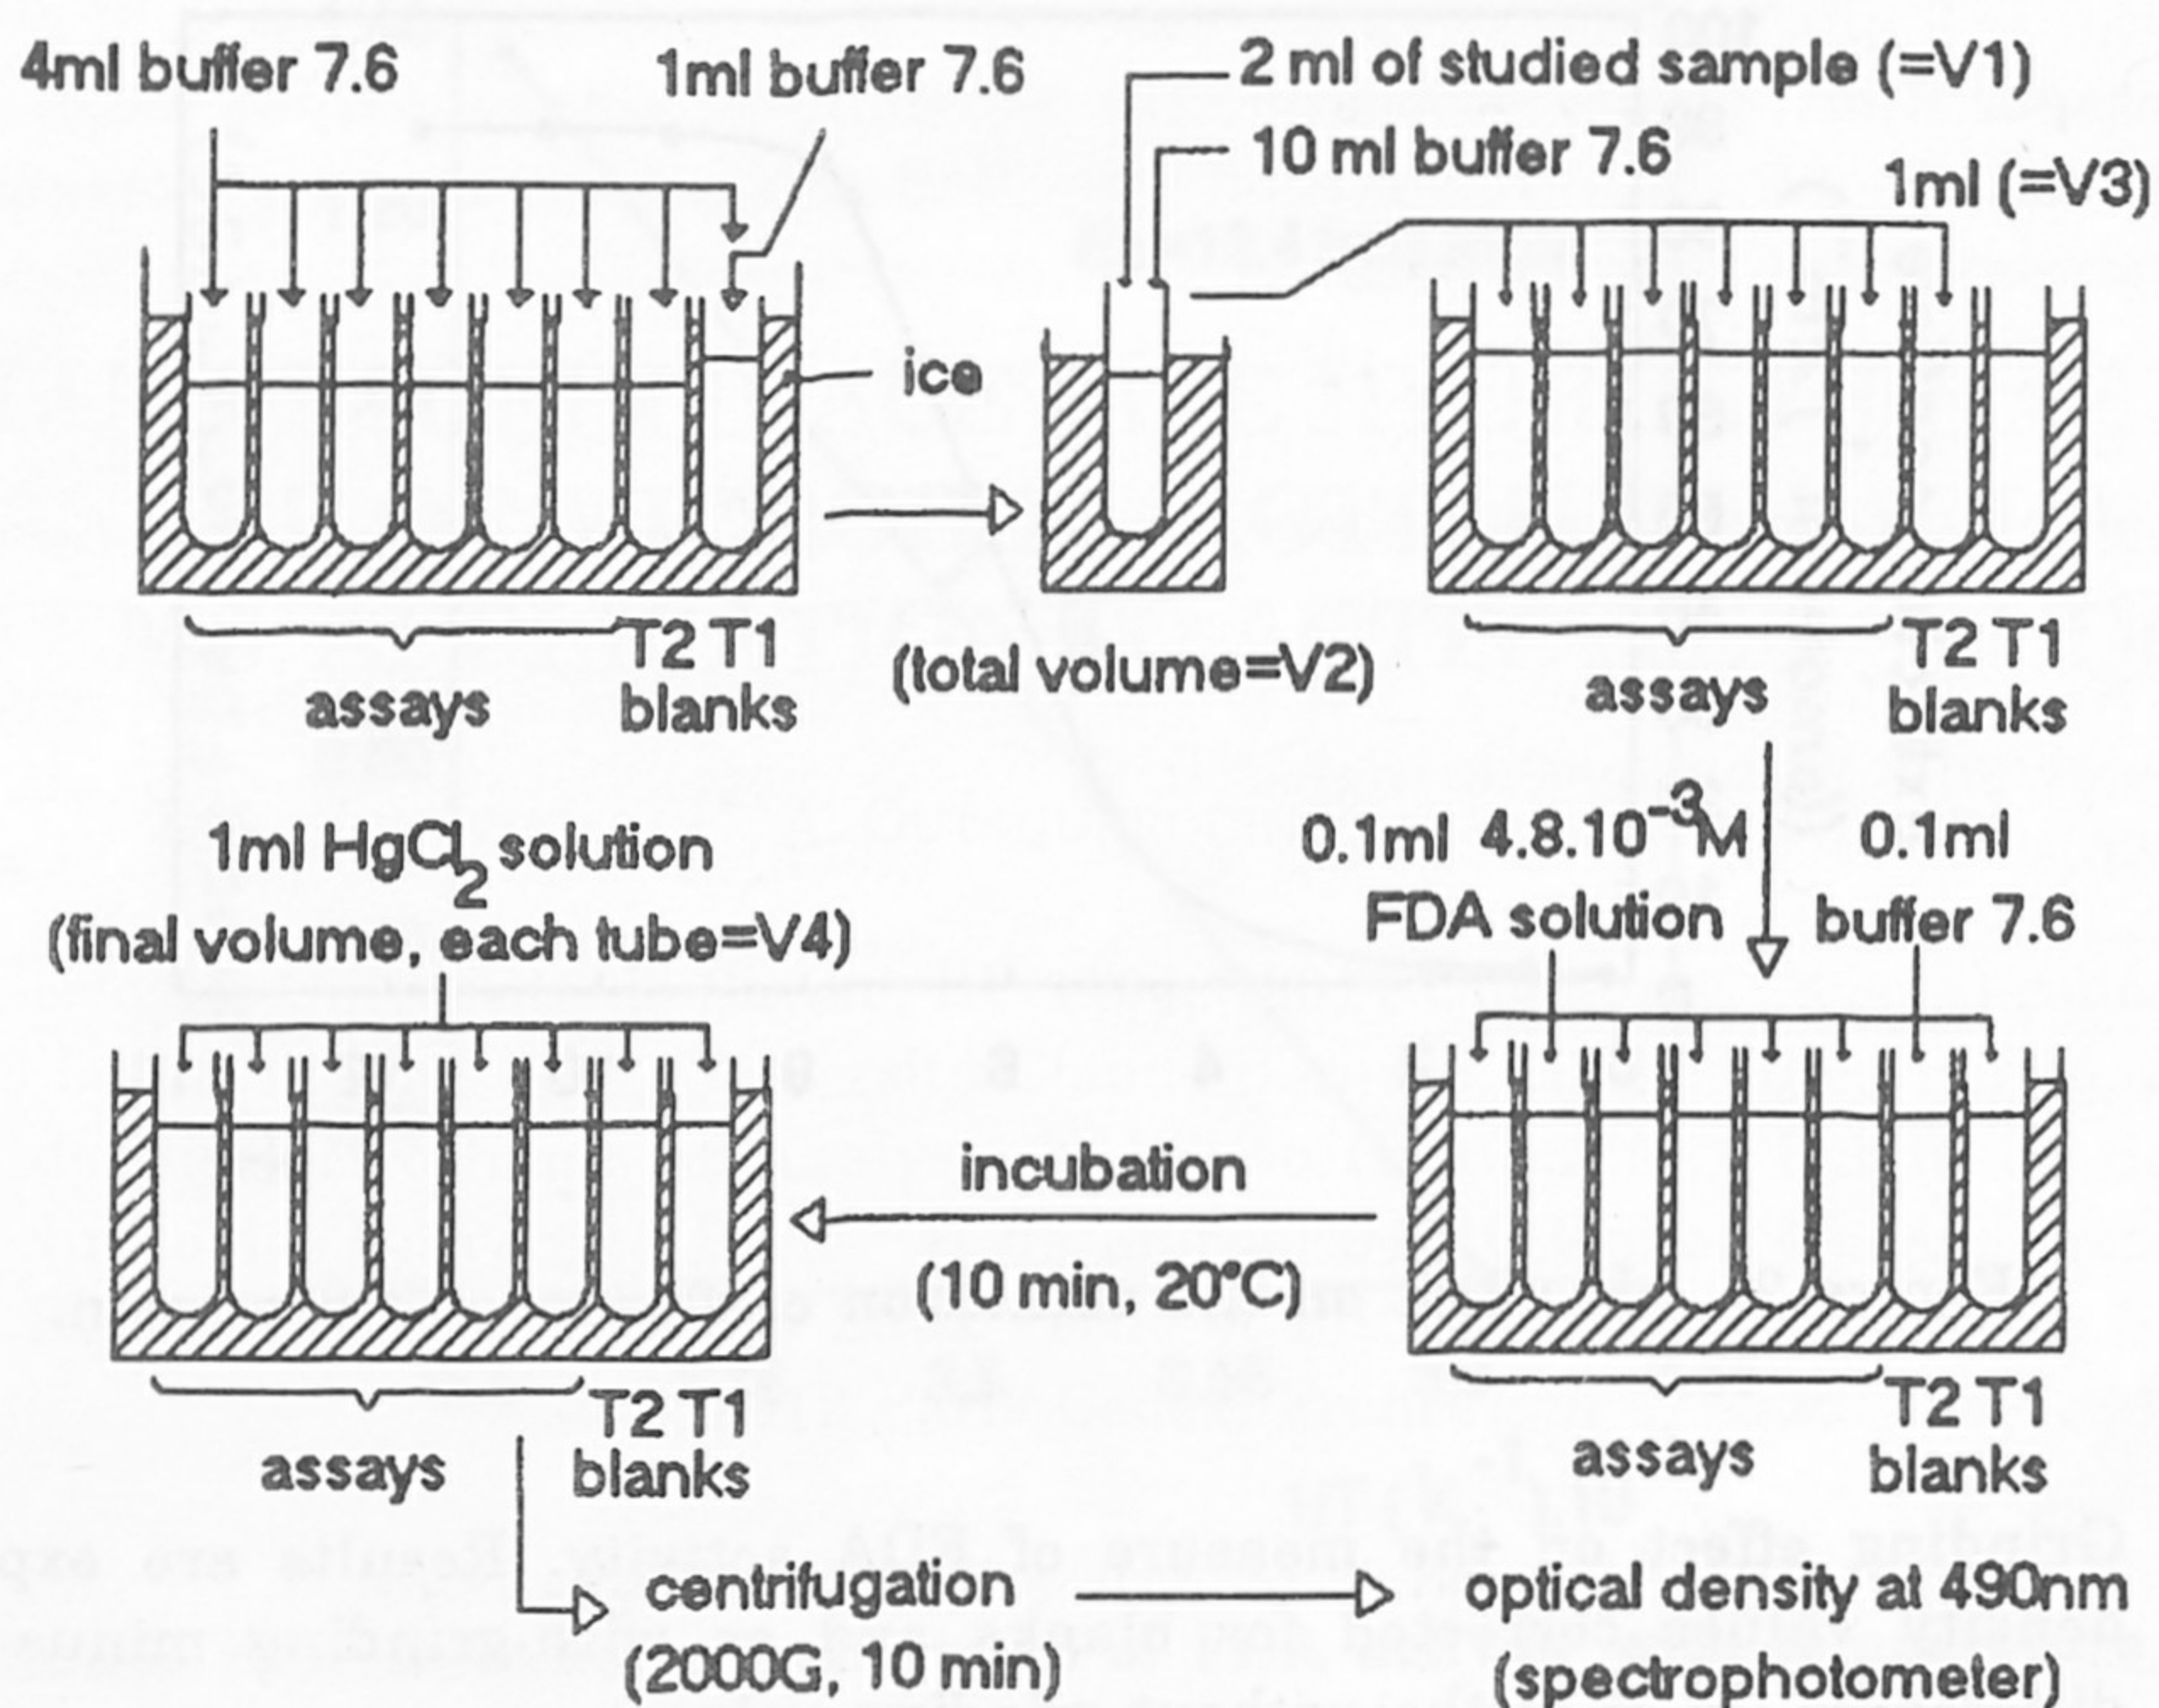 4ml buffer 7.6
1ml buffer 7.6
2 ml of studied sample (=V1)
10 ml buffer 7.6
1ml (=V3)
ice
assays
T2 T1
blanks
(total volume=V2)
assays
T2 T1
blanks
0.1ml 4.8.10⁻³M
FDA solution
0.1ml
buffer 7.6
1ml HgCl₂ solution
(final volume, each tube=V4)
incubation
(10 min, 20°C)
assays
T2 T1
blanks
assays
T2 T1
blanks
centrifugation
(2000G, 10 min)
optical density at 490nm
(spectrophotometer)